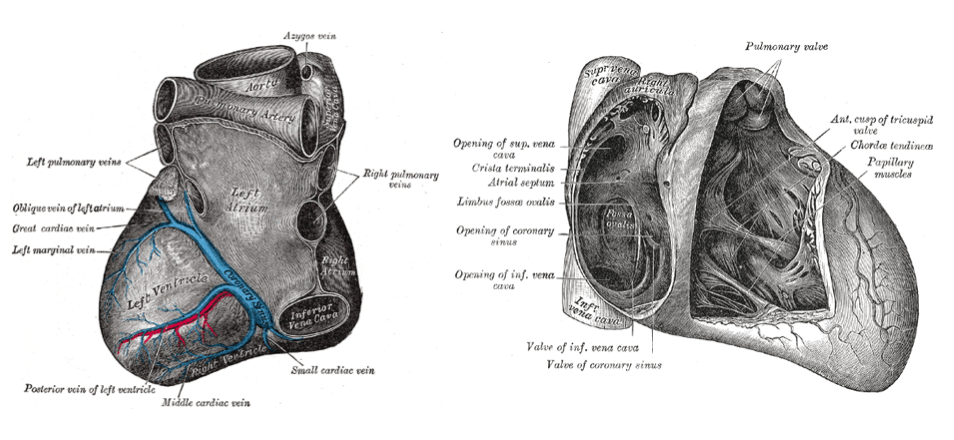 Azygos vein
Aorta
Pulmonary Artery
Vena Cava
Left pulmonary veins
Right pulmonary
veins
Left
Atrium
Oblique vein of left atrium
Great cardiac vein
Left marginal vein
Right
Atrium
Left Ventricle
Coronary Sinus
Inferior
Vena Cava
Right Ventricle
Small cardiac vein
Posterior vein of left ventricle
Middle cardiac vein
Pulmonary valve
Supr vena
cava
Right
auricula
Ant. cusp of tricuspid
valve
Chordæ tendineæ
Papillary
muscles
Opening of sup. vena
cava
Crista terminalis
Atrial septum
Limbus fossæ ovalis
Fossa
ovalis
Opening of coronary
sinus
Opening of inf. vena
cava
Infr
vena cava
Valve of inf. vena cava
Valve of coronary sinus